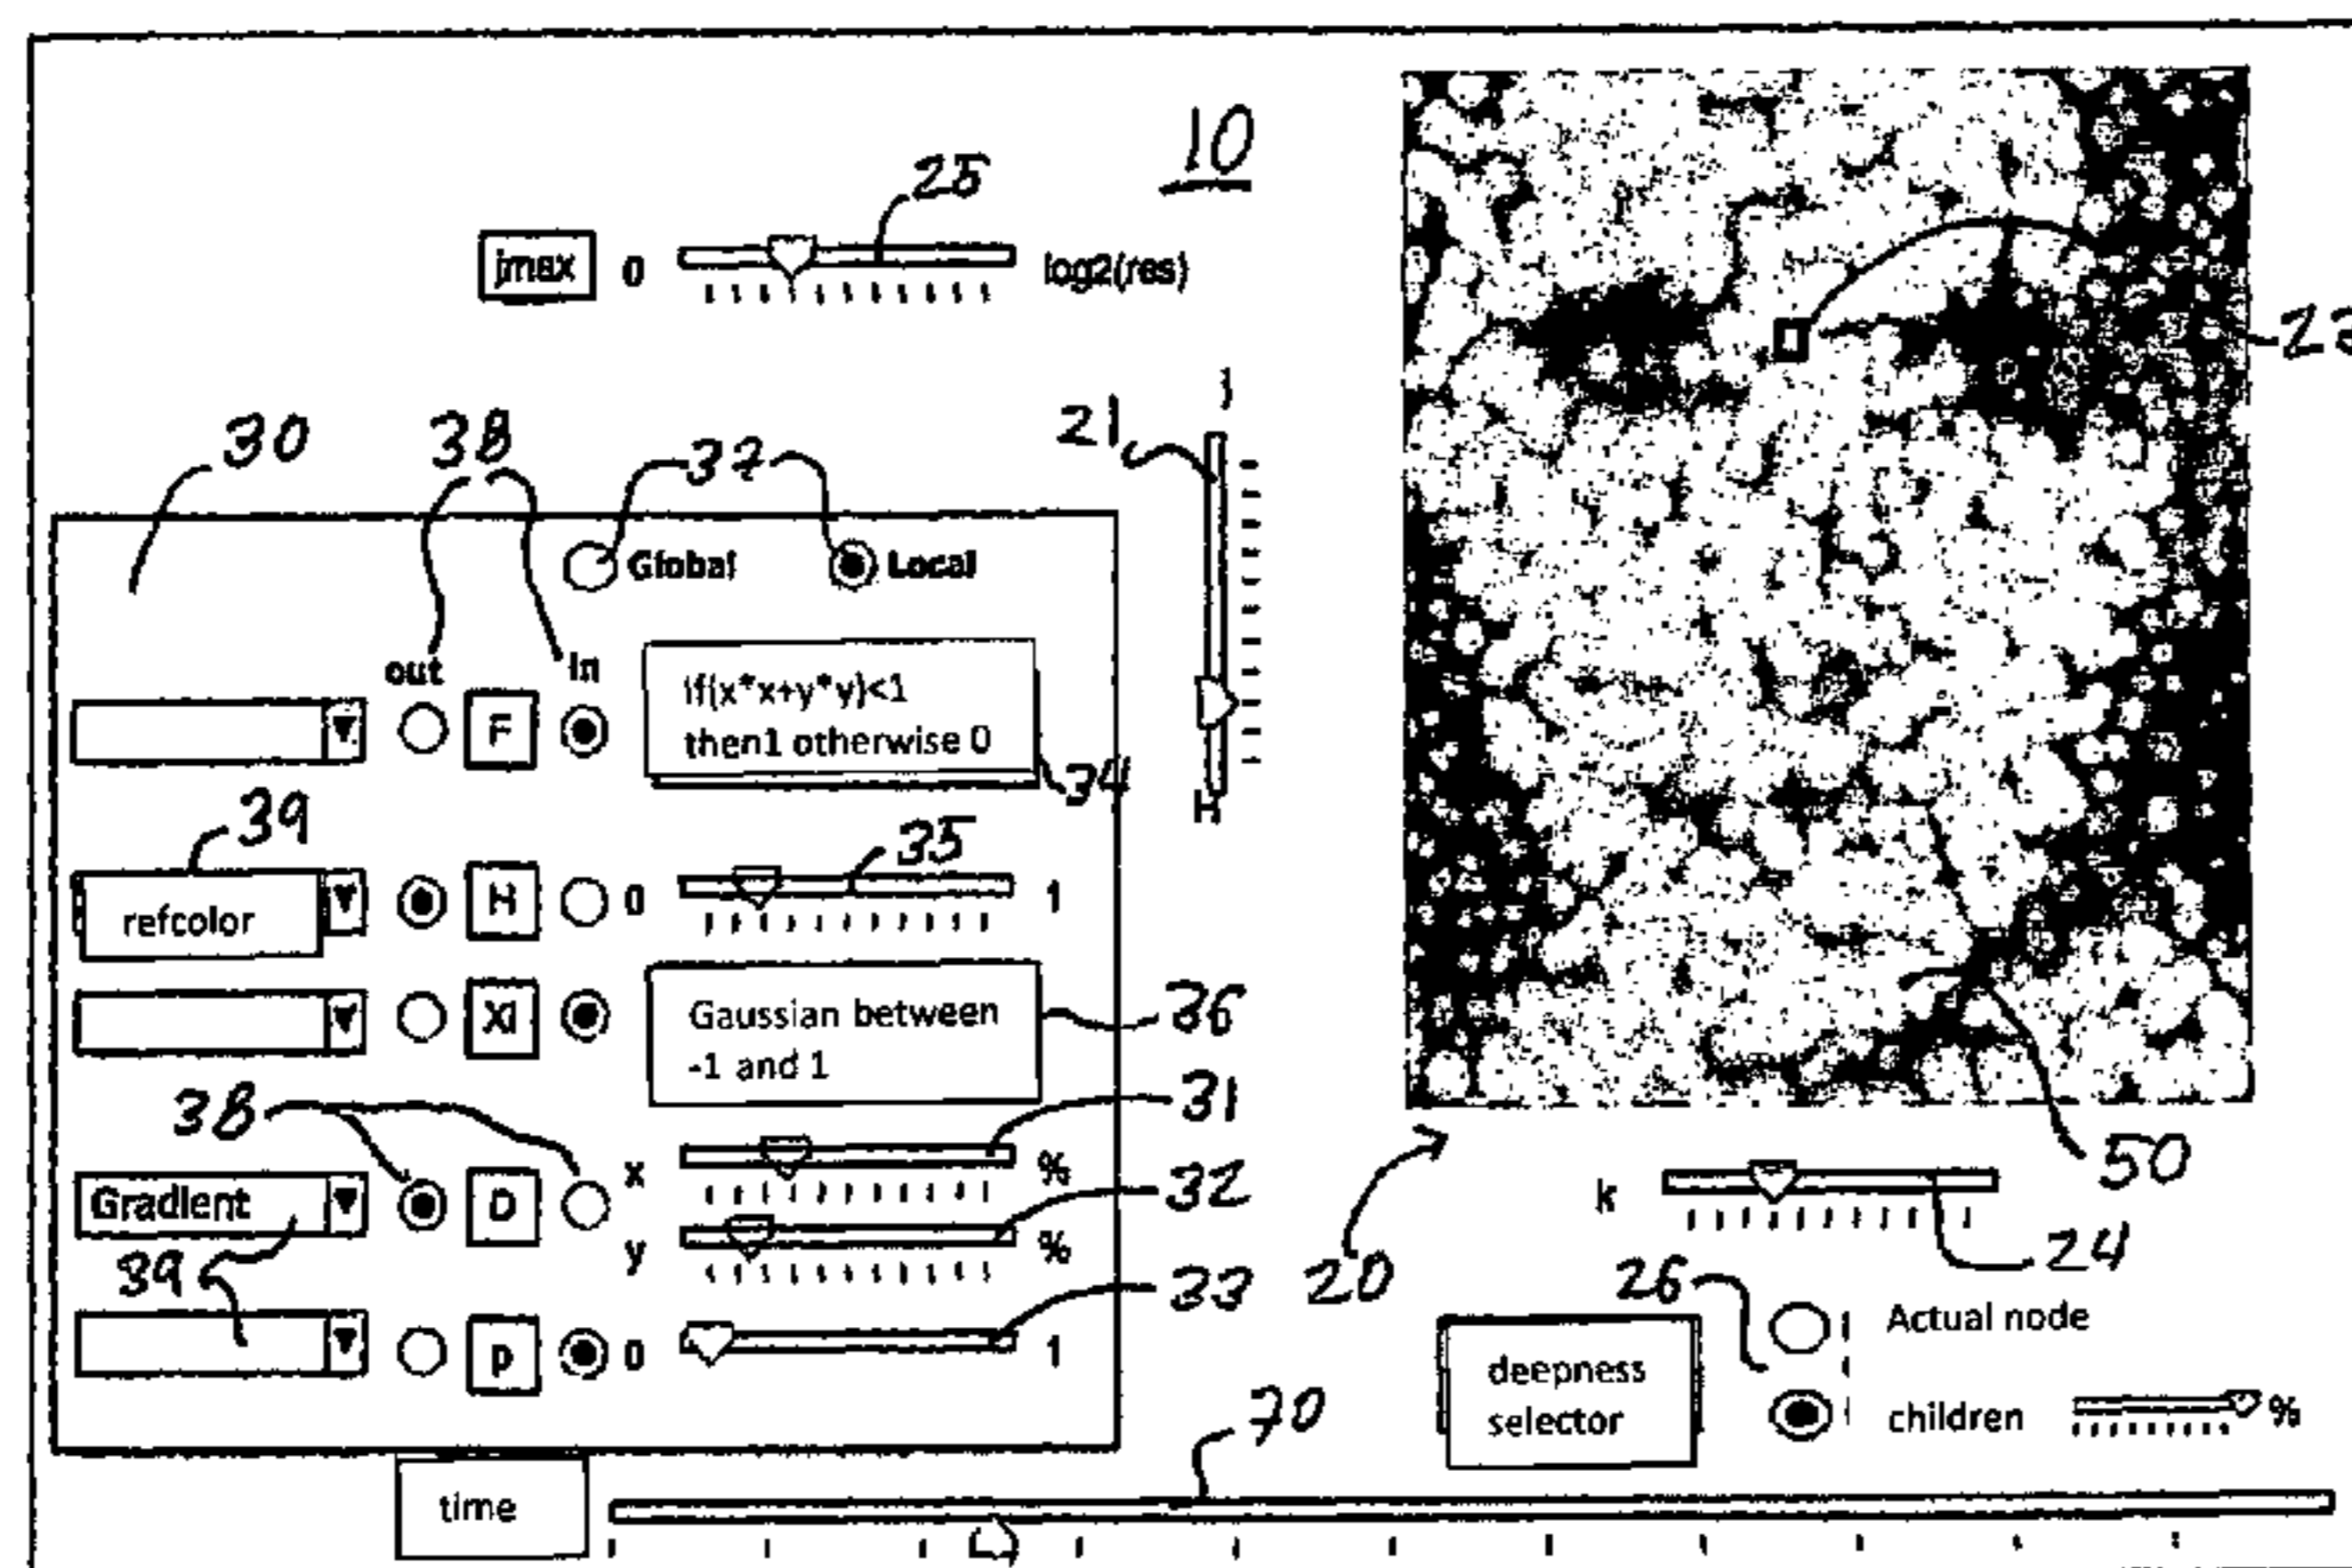 10
25
jmax 0 log2(res)
23
21
30 38 37
Global Local
out in
if(x*x+y*y)<1
then1 otherwise 0
F
34
H
39 35
refcolor H 0 1
XI
Gaussian between
-1 and 1
36
38 31
x %
Gradient D
32
y %
39 33
p 0 1
20
50
k
24
26
Actual node
deepness
selector
children %
70
time